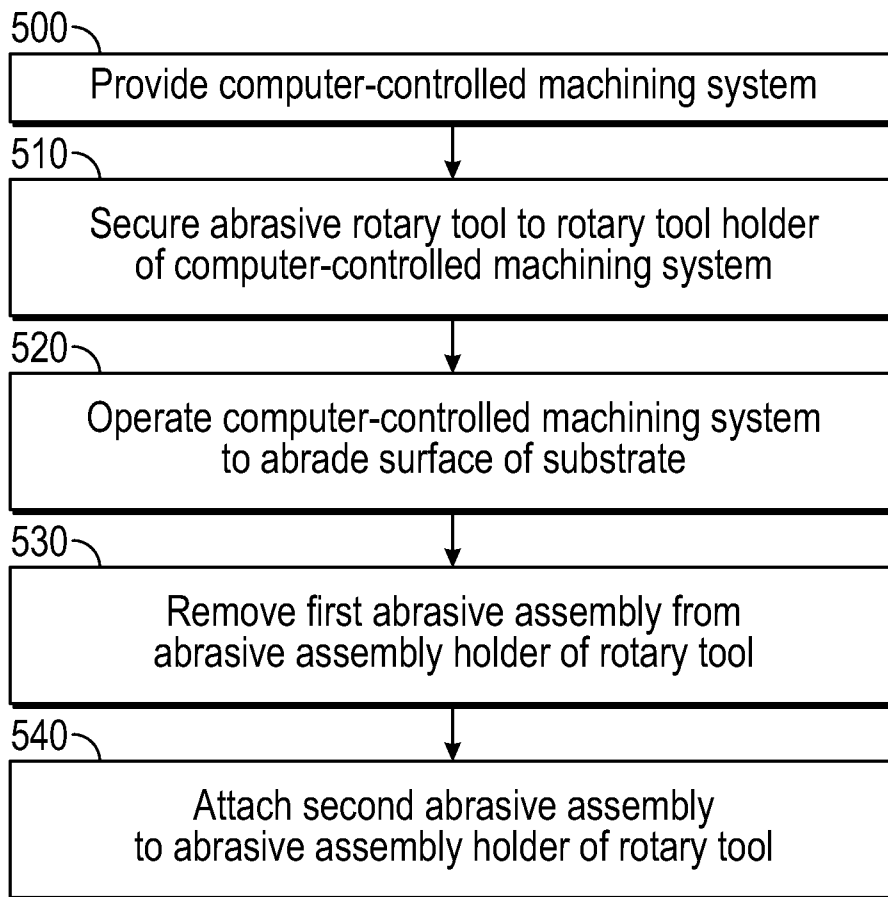 500
Provide computer-controlled machining system
510
Secure abrasive rotary tool to rotary tool holder
of computer-controlled machining system
520
Operate computer-controlled machining system
to abrade surface of substrate
530
Remove first abrasive assembly from
abrasive assembly holder of rotary tool
540
Attach second abrasive assembly
to abrasive assembly holder of rotary tool